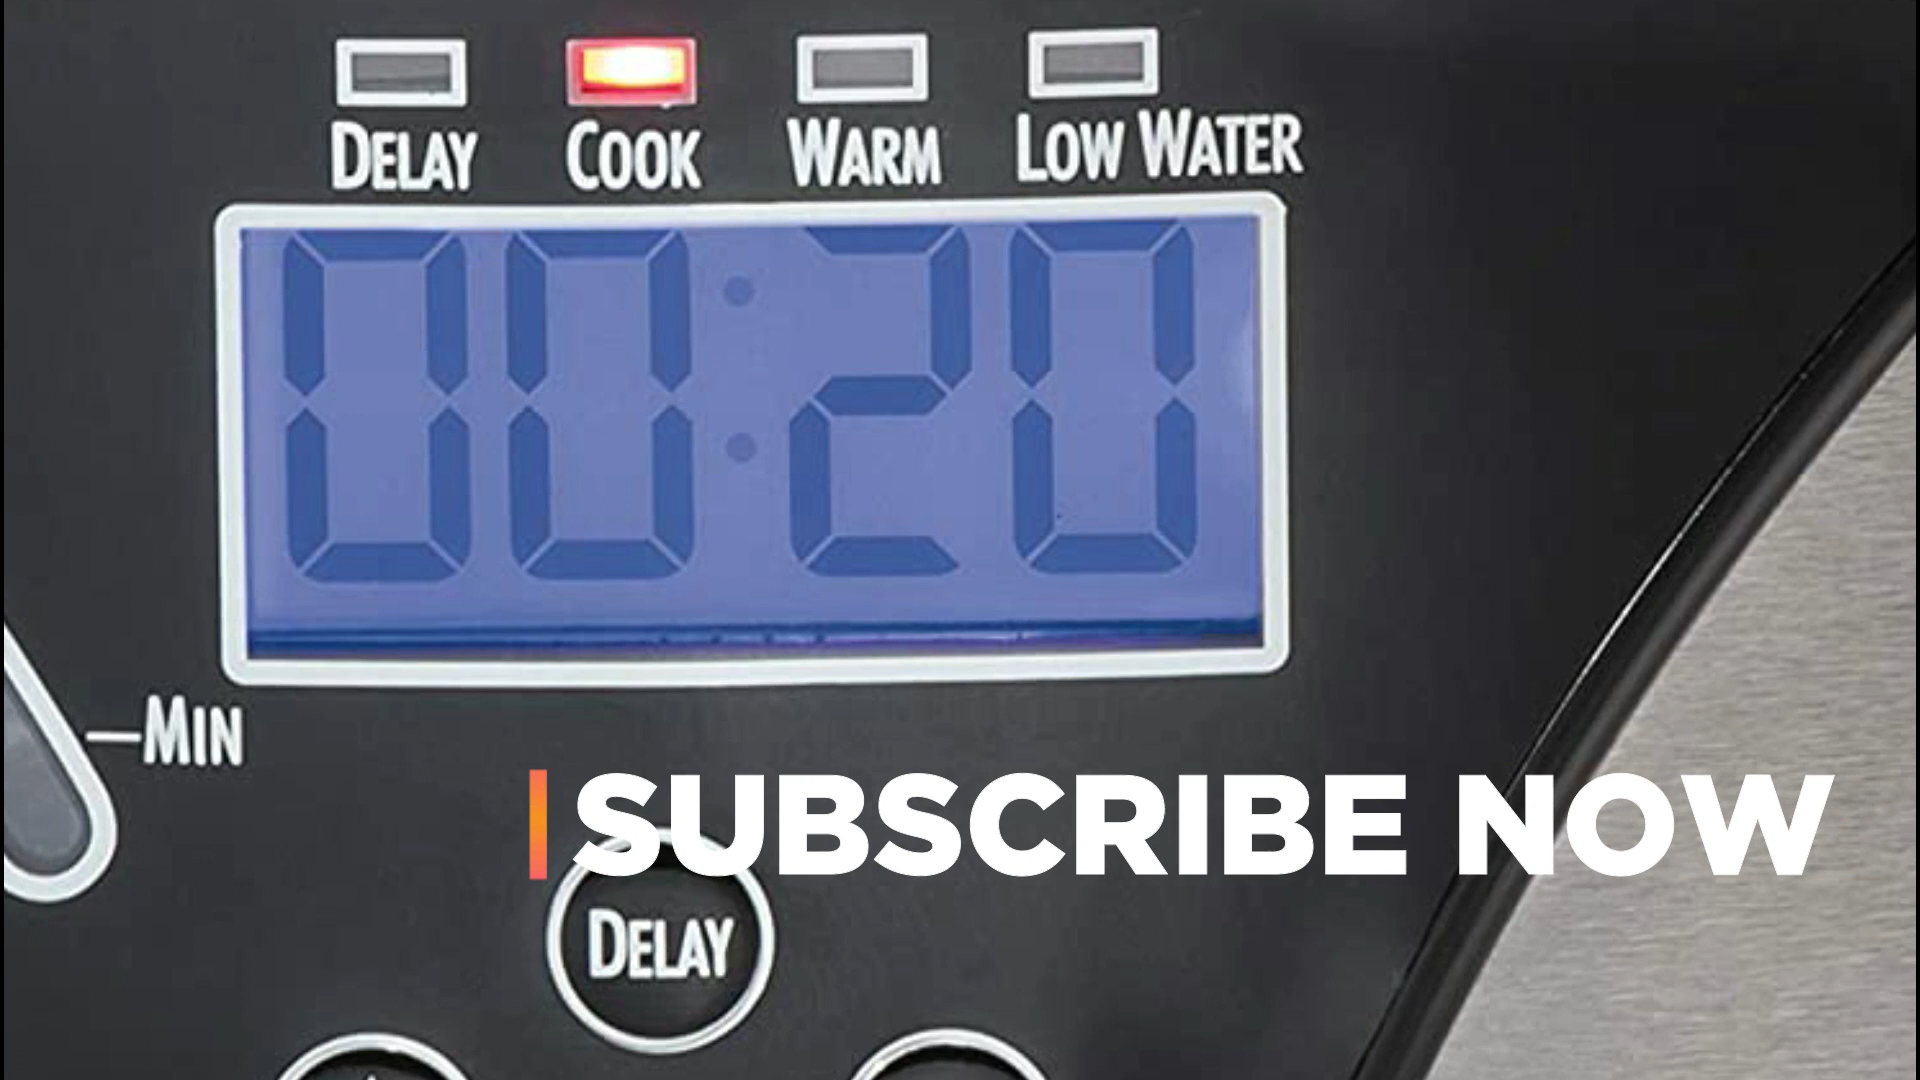 DELAY COOK WARM LOW WATER
00:20
MIN
SUBSCRIBE NOW
DELAY